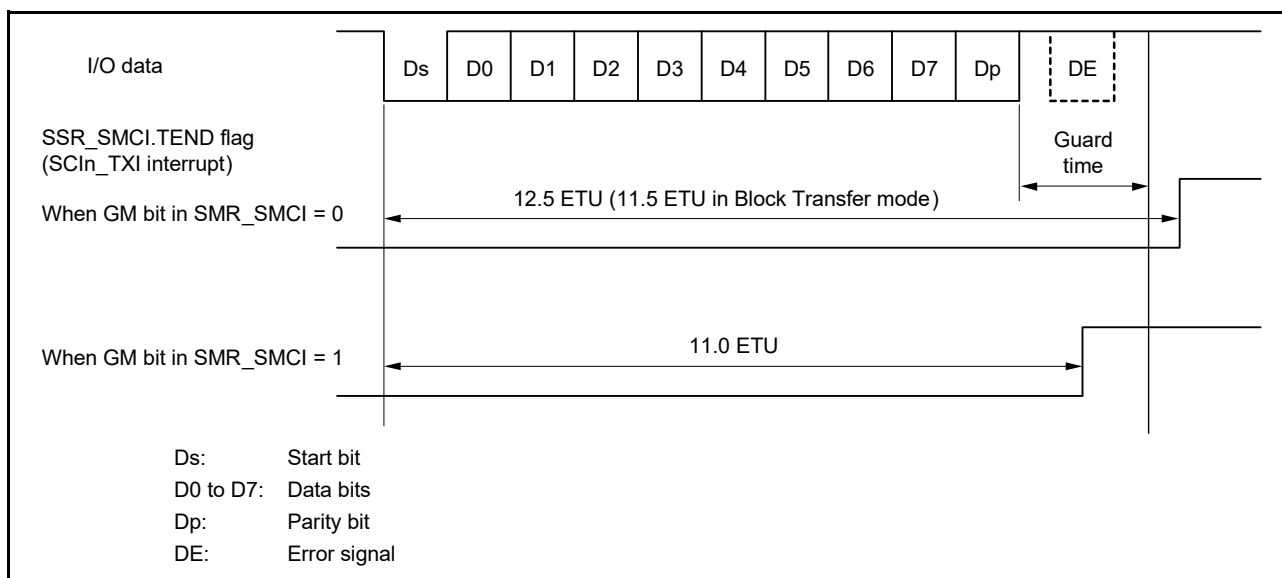 I/O data
Ds D0 D1 D2 D3 D4 D5 D6 D7 Dp DE
SSR_SMCI.TEND flag
(SCIn_TXI interrupt)
Guard
time
When GM bit in SMR_SMCI = 0
12.5 ETU (11.5 ETU in Block Transfer mode)
When GM bit in SMR_SMCI = 1
11.0 ETU
Ds: Start bit
D0 to D7: Data bits
Dp: Parity bit
DE: Error signal